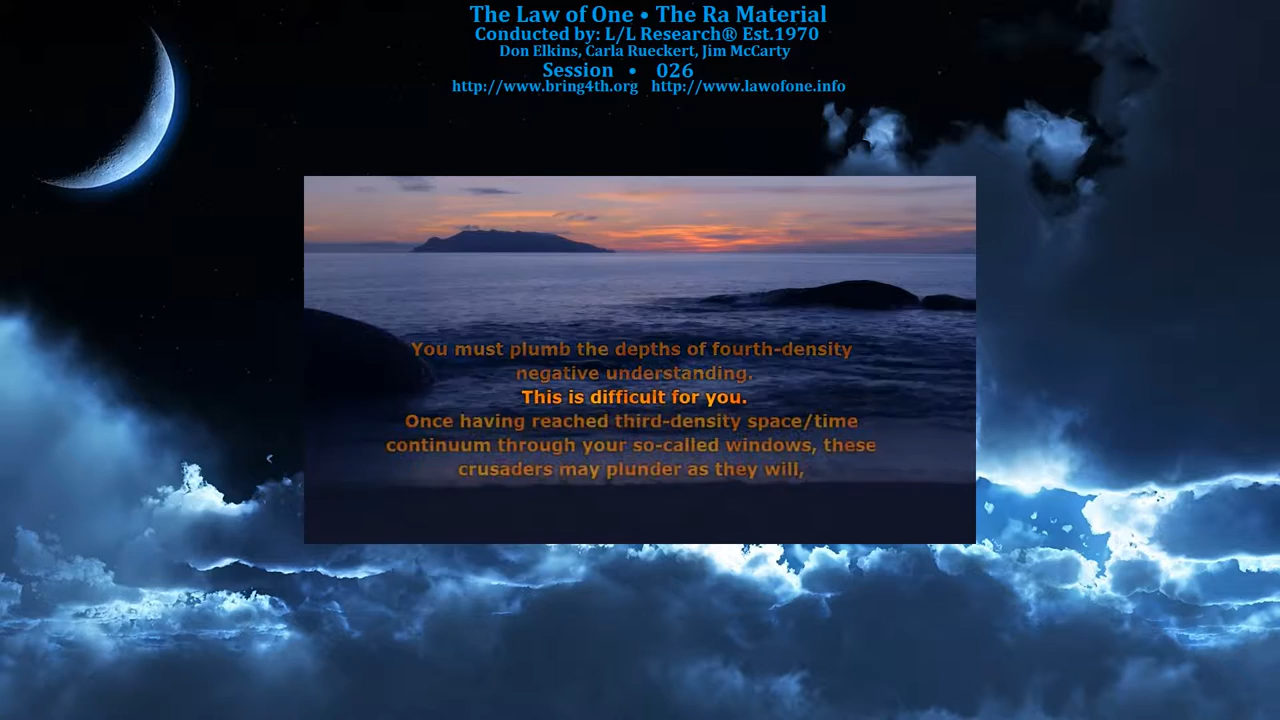 The Law of One • The Ra Material
Conducted by: L/L Research® Est.1970
Don Elkins, Carla Rueckert, Jim McCarty
Session • 026
http://www.bring4th.org http://www.lawofone.info
You must plumb the depths of fourth-density
negative understanding.
This is difficult for you.
Once having reached third-density space/time
continuum through your so-called windows, these
crusaders may plunder as they will,